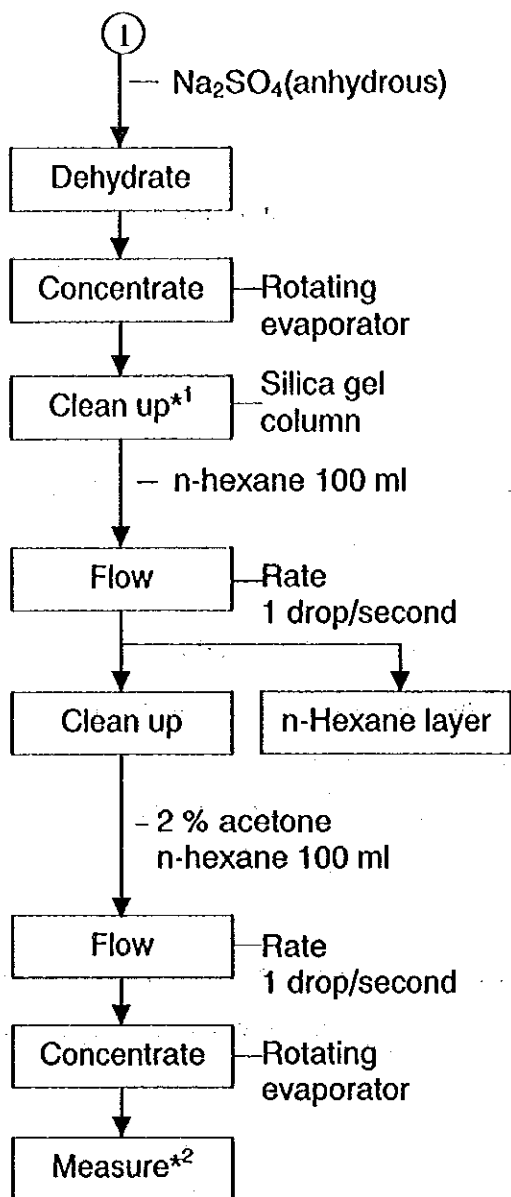 1
Na₂SO₄(anhydrous)
Dehydrate
Concentrate
Rotating
evaporator
Clean up*¹
Silica gel
column
n-hexane 100 ml
Flow
Rate
1 drop/second
Clean up
n-Hexane layer
2 % acetone
n-hexane 100 ml
Flow
Rate
1 drop/second
Concentrate
Rotating
evaporator
Measure*²